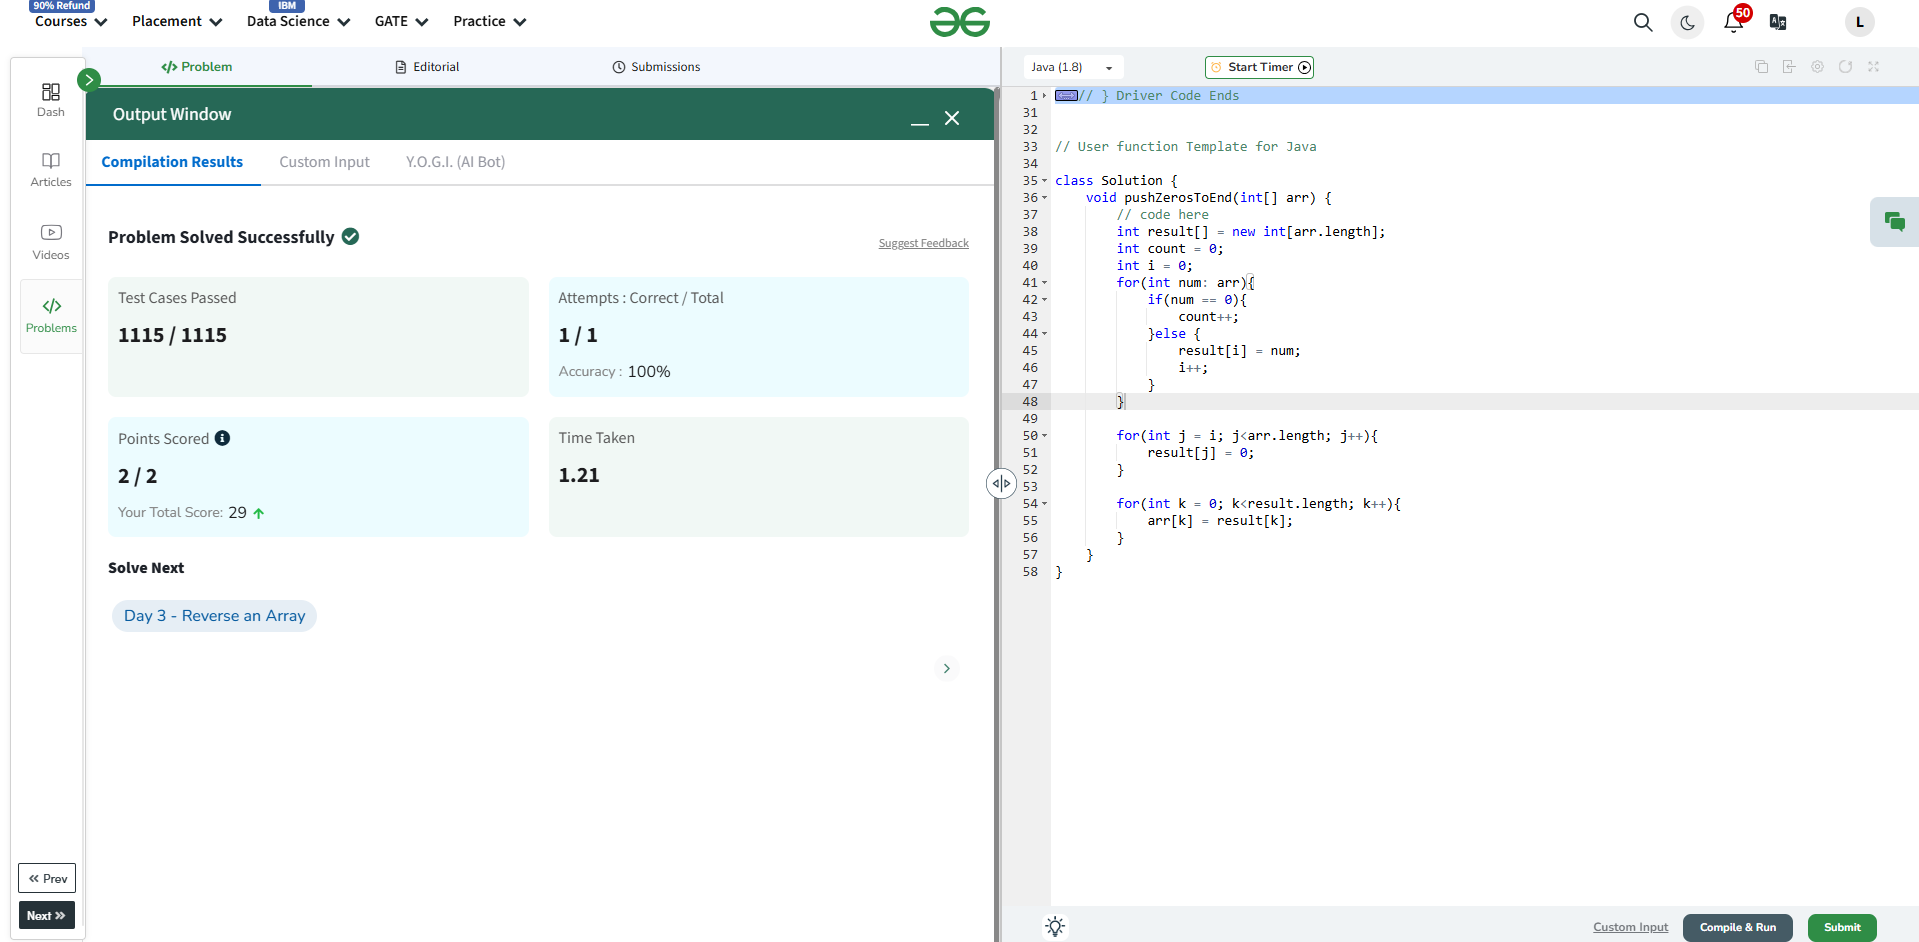 90% Refund
IBM
Courses
Placement
Data Science
GATE
Practice
50
L
Dash
Articles
Videos
Problems
Prev
Next
Problem
Editorial
Submissions
Output Window
Compilation Results
Custom Input
Y.O.G.I. (AI Bot)
Problem Solved Successfully
Suggest Feedback
Test Cases Passed
1115 / 1115
Attempts : Correct / Total
1 / 1
Accuracy : 100%
Points Scored
2 / 2
Your Total Score: 29
Time Taken
1.21
Solve Next
Day 3 - Reverse an Array
Java (1.8)
Start Timer
1 // } Driver Code Ends
31
32
33 // User function Template for Java
34
35 class Solution {
36     void pushZerosToEnd(int[] arr) {
37         // code here
38         int result[] = new int[arr.length];
39         int count = 0;
40         int i = 0;
41         for(int num: arr){
42             if(num == 0){
43                 count++;
44             }else {
45                 result[i] = num;
46                 i++;
47             }
48         }
49
50         for(int j = i; j<arr.length; j++){
51             result[j] = 0;
52         }
53
54         for(int k = 0; k<result.length; k++){
55             arr[k] = result[k];
56         }
57     }
58 }
Custom Input
Compile & Run
Submit